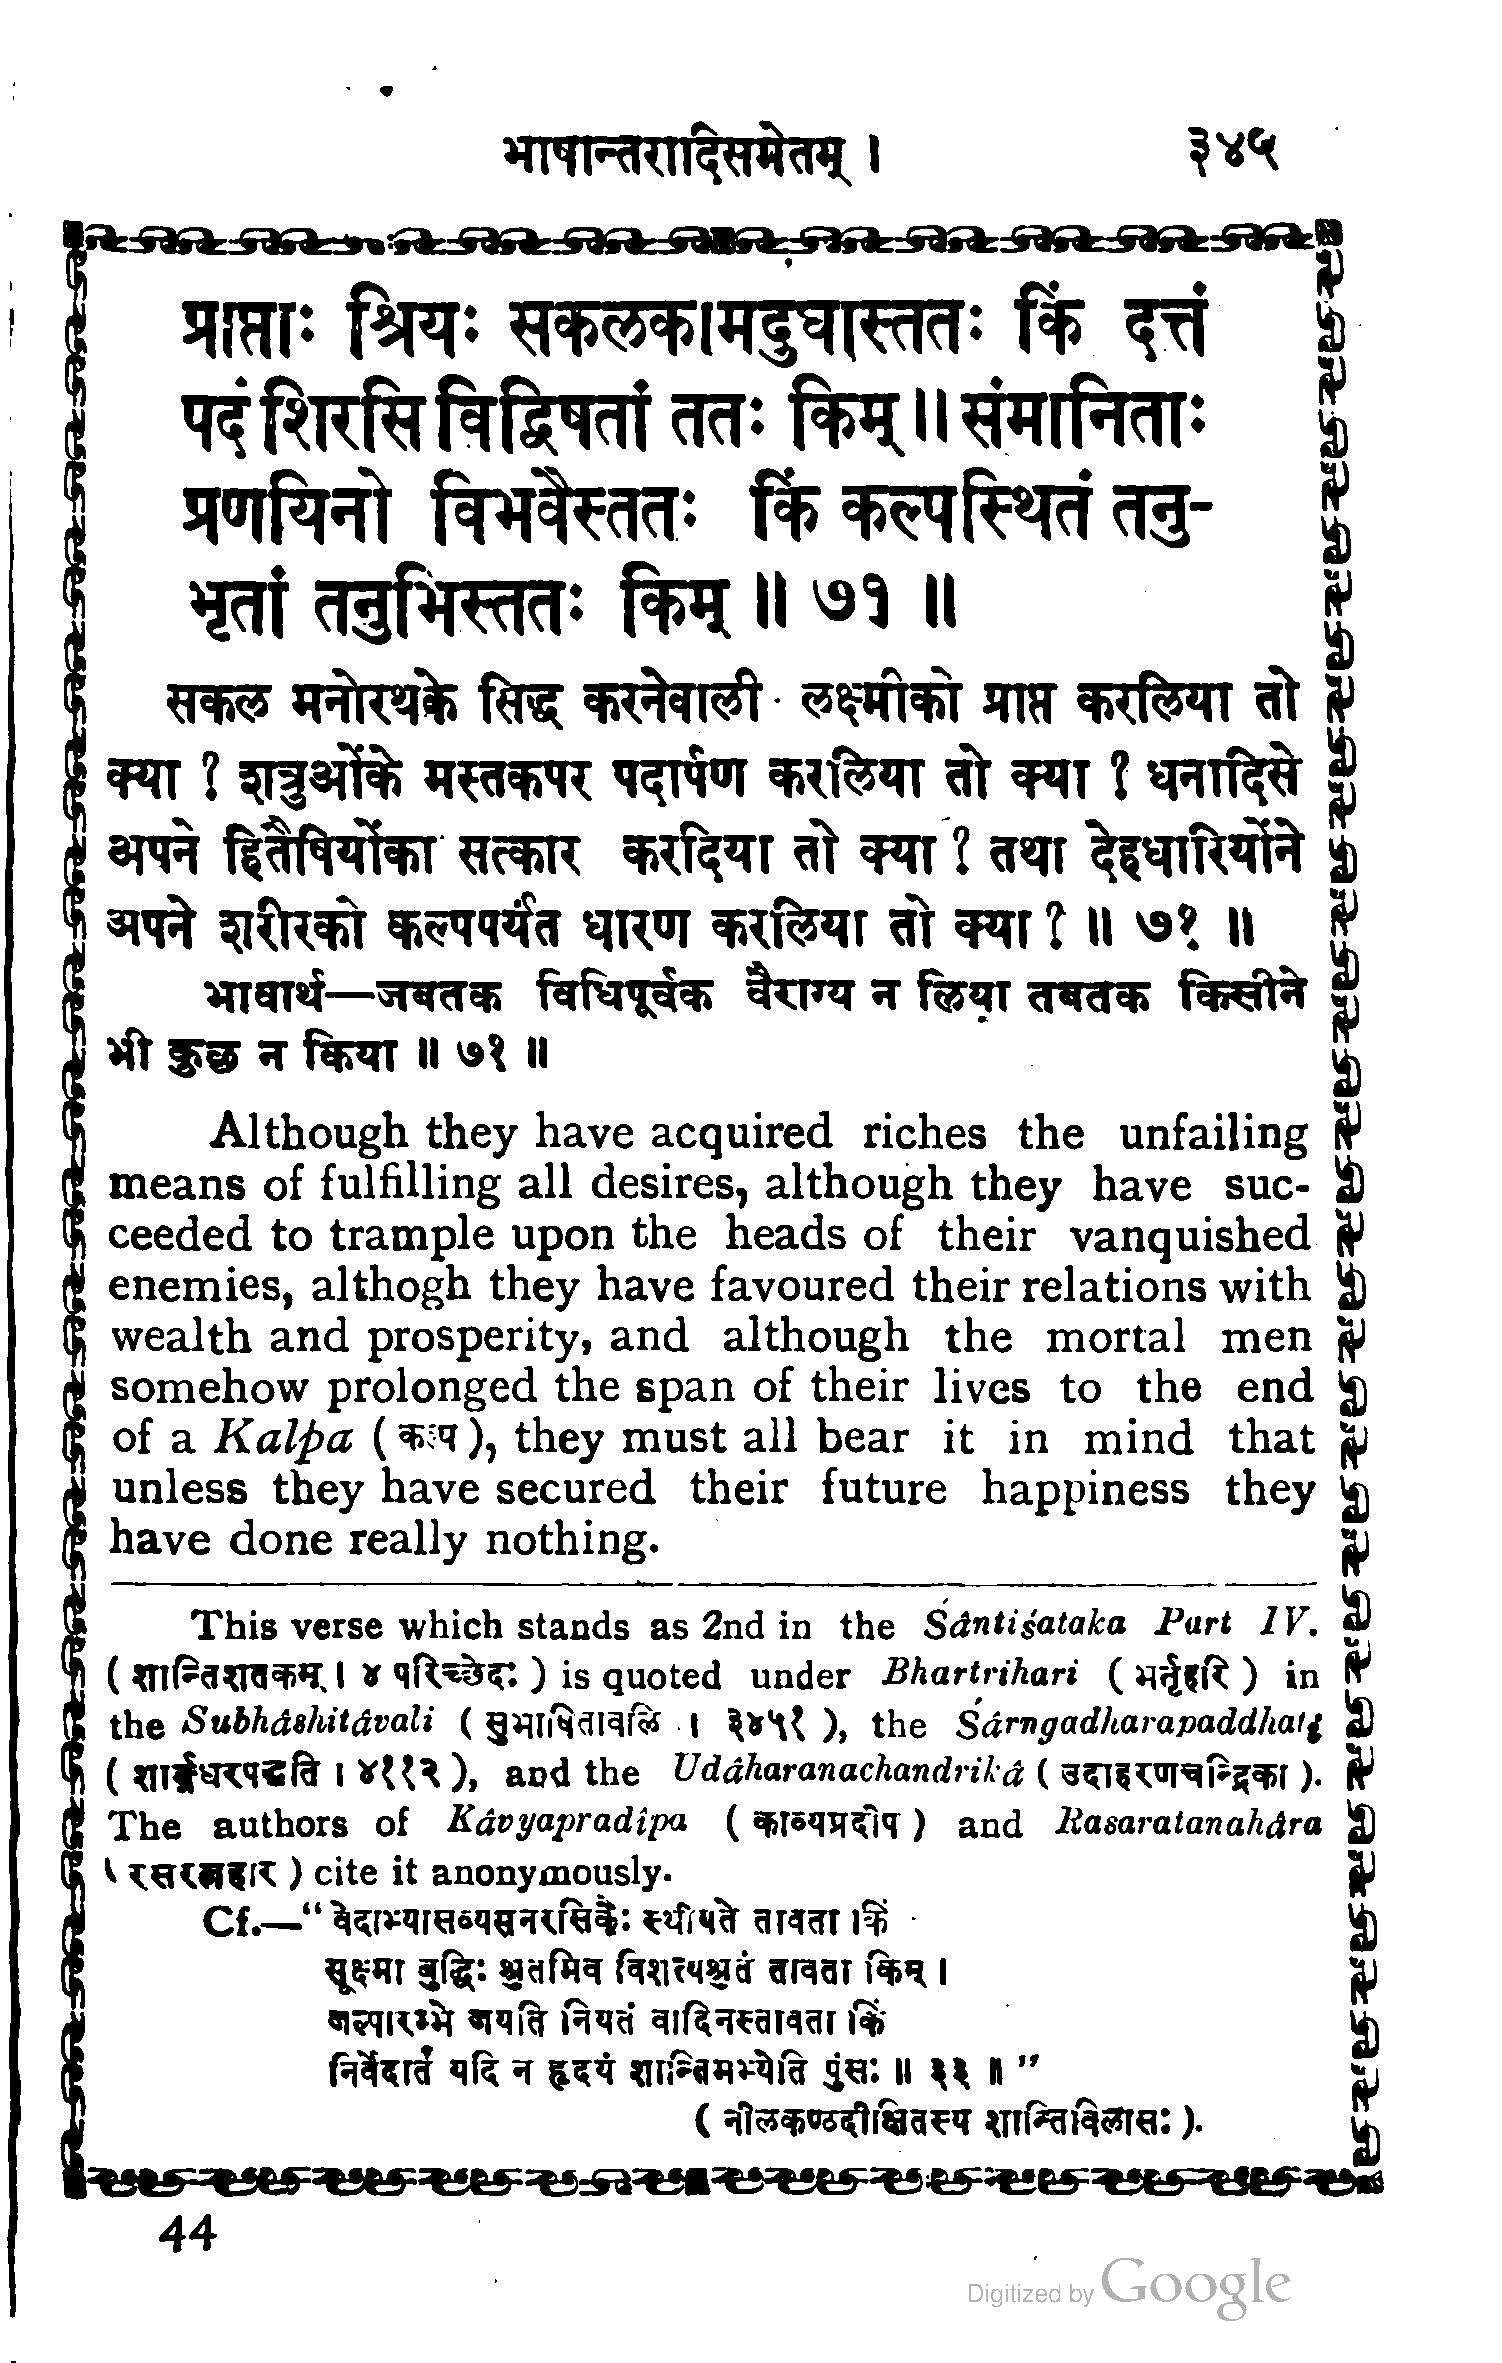 भाषान्तरादिसमेतम् । ३४५
प्राप्ताः श्रियः सकलकामदुघास्ततः किं दत्तं
पदं शिरसि विद्विषतां ततः किम् ॥ संमानिताः
प्रणयिनो विभवैस्ततः किं कल्पस्थितं तनु-
भृतां तनुभिस्ततः किम् ॥ ७१ ॥
सकल मनोरथके सिद्ध करनेवाली लक्ष्मीको प्राप्त करलिया तो
क्या ? शत्रुओंके मस्तकपर पदार्पण करलिया तो क्या ? धनादिसे
अपने हितैषियोंका सत्कार करदिया तो क्या ? तथा देहधारियोंने
अपने शरीरको कल्पपर्यंत धारण करलिया तो क्या ? ॥ ७१ ॥
भाषार्थ—जबतक विधिपूर्वक वैराग्य न लिया तबतक किसीने
भी कुछ न किया ॥ ७१ ॥
Although they have acquired riches the unfailing
means of fulfilling all desires, although they have suc-
ceeded to trample upon the heads of their vanquished
enemies, althogh they have favoured their relations with
wealth and prosperity, and although the mortal men
somehow prolonged the span of their lives to the end
of a Kalpa ( ), they must all bear it in mind that
unless they have secured their future happiness they
have done really nothing.
This verse which stands as 2nd in the Śântiśataka Part IV.
( शान्तिशतकम् । ४ परिच्छेदः ) is quoted under Bhartrihari ( भर्तृहरि ) in
the Subhâshitâvali ( सुभाषितावलि । ३४५१ ), the Śârngadharapaddhati
( शार्ङ्गधरपद्धति । ४११२ ), and the Udâharanachandrikâ ( उदाहरणचन्द्रिका ).
The authors of Kâvyapradîpa ( काव्यप्रदीप ) and Rasaratanahâra
( रसरत्नहार ) cite it anonymously.
Cf.—“ वेदाभ्यासव्यसनरसिकैः स्थीयते तावता किं
सूक्ष्मा बुद्धिः श्रुतमिव विशत्यश्रुतं तावता किम् ।
जल्पारम्भे जयति नियतं वादिनस्तावता किं
निर्वेदार्तं यदि न हृदयं शान्तिमभ्येति पुंसः ॥ ३३ ॥ ”
( नीलकण्ठदीक्षितस्य शान्तिविलासः ).
44
Digitized by Google